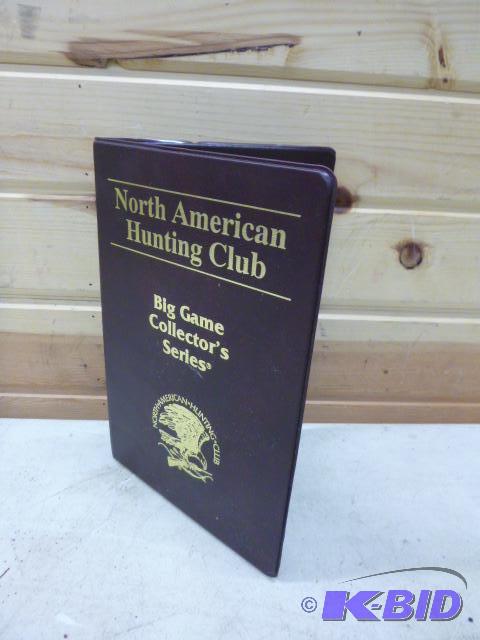 North American
Hunting Club
Big Game
Collector's
Series®
NORTH·AMERICAN·HUNTING·CLUB
© K-BID